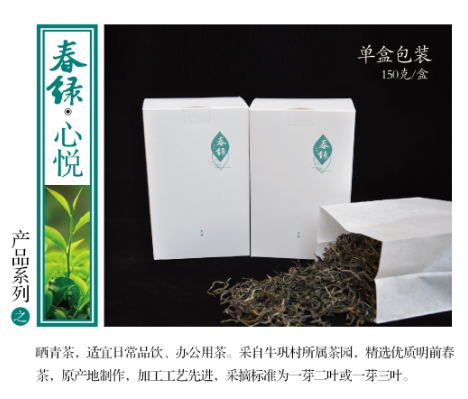 春绿·心悦
产品系列之
单盒包装
150克/盒
春绿
春绿
晒青茶，适宜日常品饮、办公用茶。采自牛巩村所属茶园，精选优质明前春
茶，原产地制作，加工工艺先进，采摘标准为一芽二叶或一芽三叶。